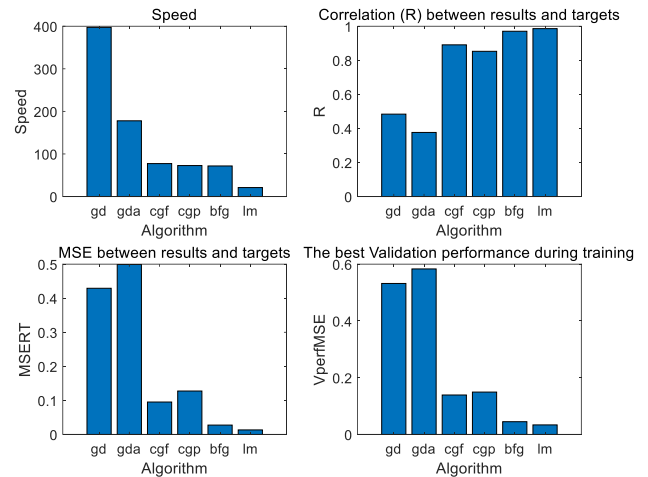 Speed
400
300
200
100
0
Speed
gd gda cgf cgp bfg lm
Algorithm
Correlation (R) between results and targets
1
0.8
0.6
0.4
0.2
0
R
gd gda cgf cgp bfg lm
Algorithm
MSE between results and targets
0.5
0.4
0.3
0.2
0.1
0
MSERT
gd gda cgf cgp bfg lm
Algorithm
The best Validation performance during training
0.6
0.4
0.2
0
VperfMSE
gd gda cgf cgp bfg lm
Algorithm